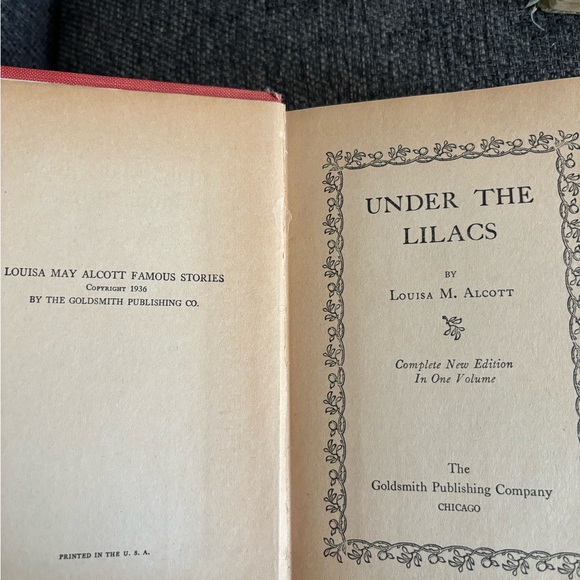 LOUISA MAY ALCOTT FAMOUS STORIES
COPYRIGHT 1936
BY THE GOLDSMITH PUBLISHING CO.
PRINTED IN THE U. S. A.
UNDER THE
LILACS
BY
LOUISA M. ALCOTT
Complete New Edition
In One Volume
The
Goldsmith Publishing Company
CHICAGO